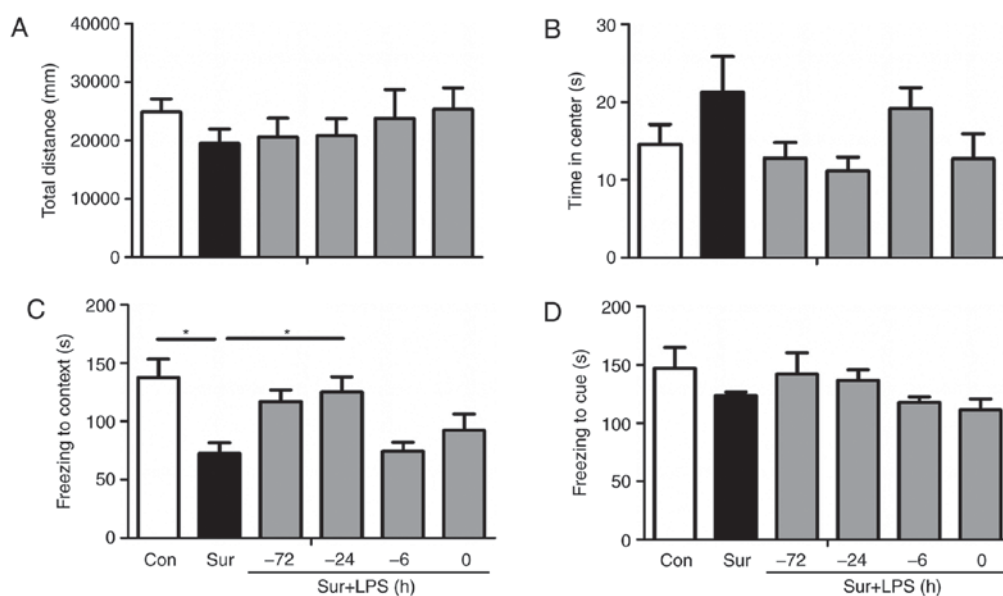 A
Total distance (mm)
40000
30000
20000
10000
0
B
Time in center (s)
30
20
10
0
C
Freezing to context (s)
200
150
100
50
0
* *
Con Sur −72 −24 −6 0
Sur+LPS (h)
D
Freezing to cue (s)
200
150
100
50
0
Con Sur −72 −24 −6 0
Sur+LPS (h)